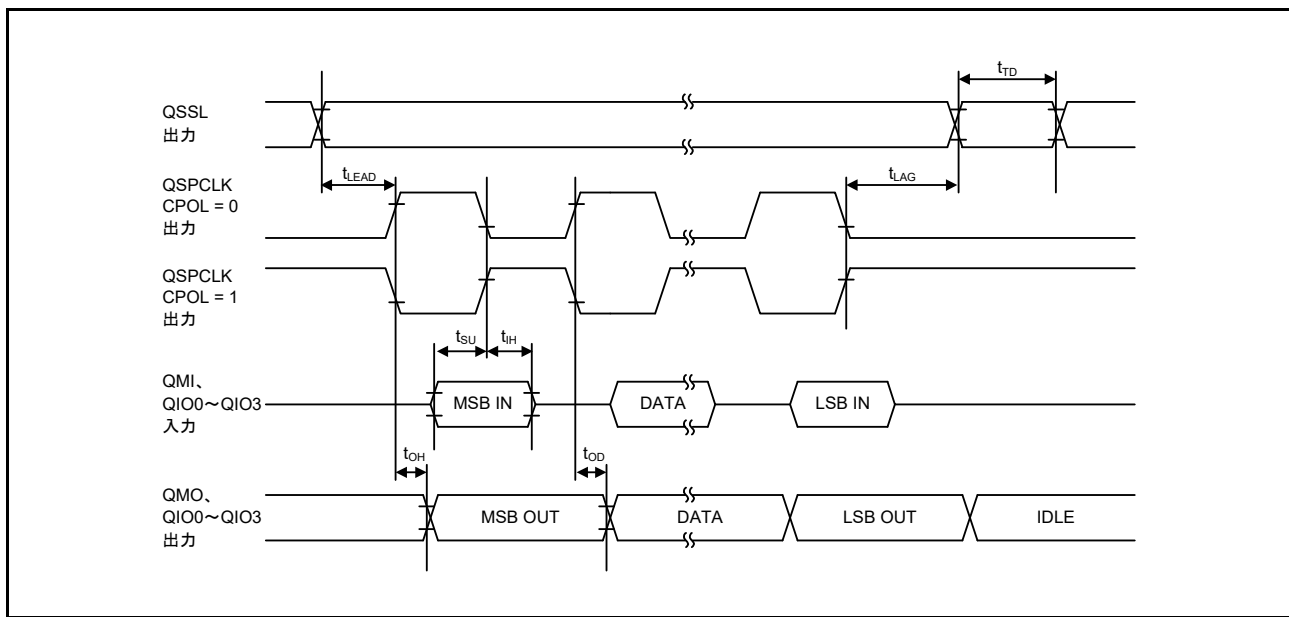 tTD
QSSL
出力
tLEAD
tLAG
QSPCLK
CPOL = 0
出力
QSPCLK
CPOL = 1
出力
tSU
tIH
QMI、
QIO0～QIO3
入力
MSB IN
DATA
LSB IN
tOH
tOD
QMO、
QIO0～QIO3
出力
MSB OUT
DATA
LSB OUT
IDLE